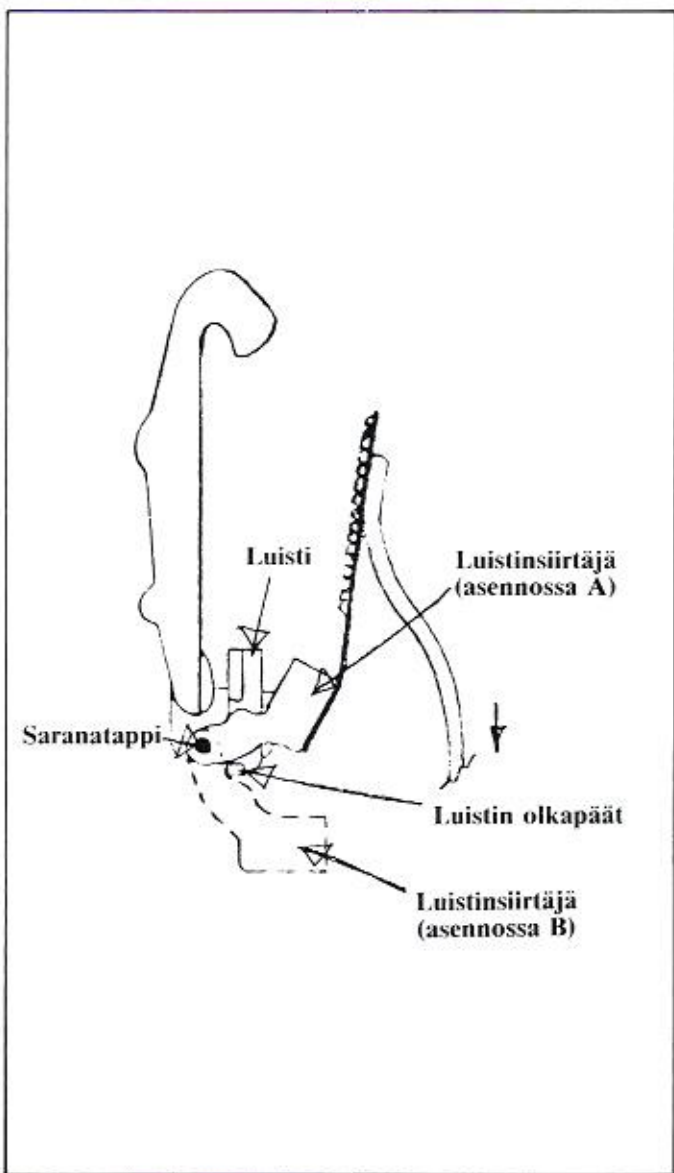 Luisti
Luistinsiirtäjä
(asennossa A)
Saranatappi
Luistin olkapäät
Luistinsiirtäjä
(asennossa B)